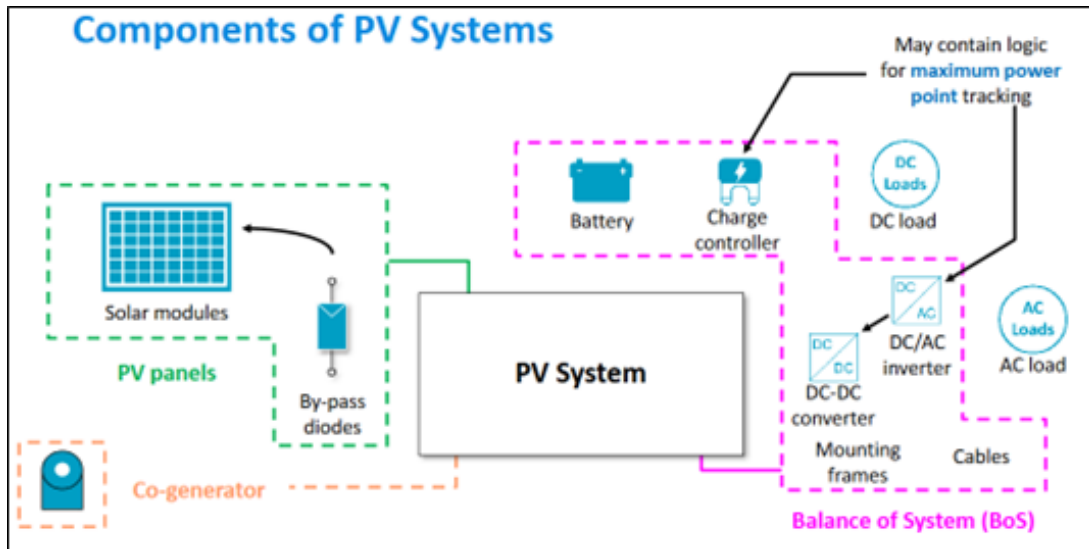 Components of PV Systems
May contain logic
for maximum power
point tracking
Battery
Charge
controller
DC
Loads
DC load
Solar modules
PV panels
By-pass
diodes
PV System
DC
AC
DC/AC
inverter
DC
DC
DC-DC
converter
AC
Loads
AC load
Mounting
frames
Cables
Co-generator
Balance of System (BoS)